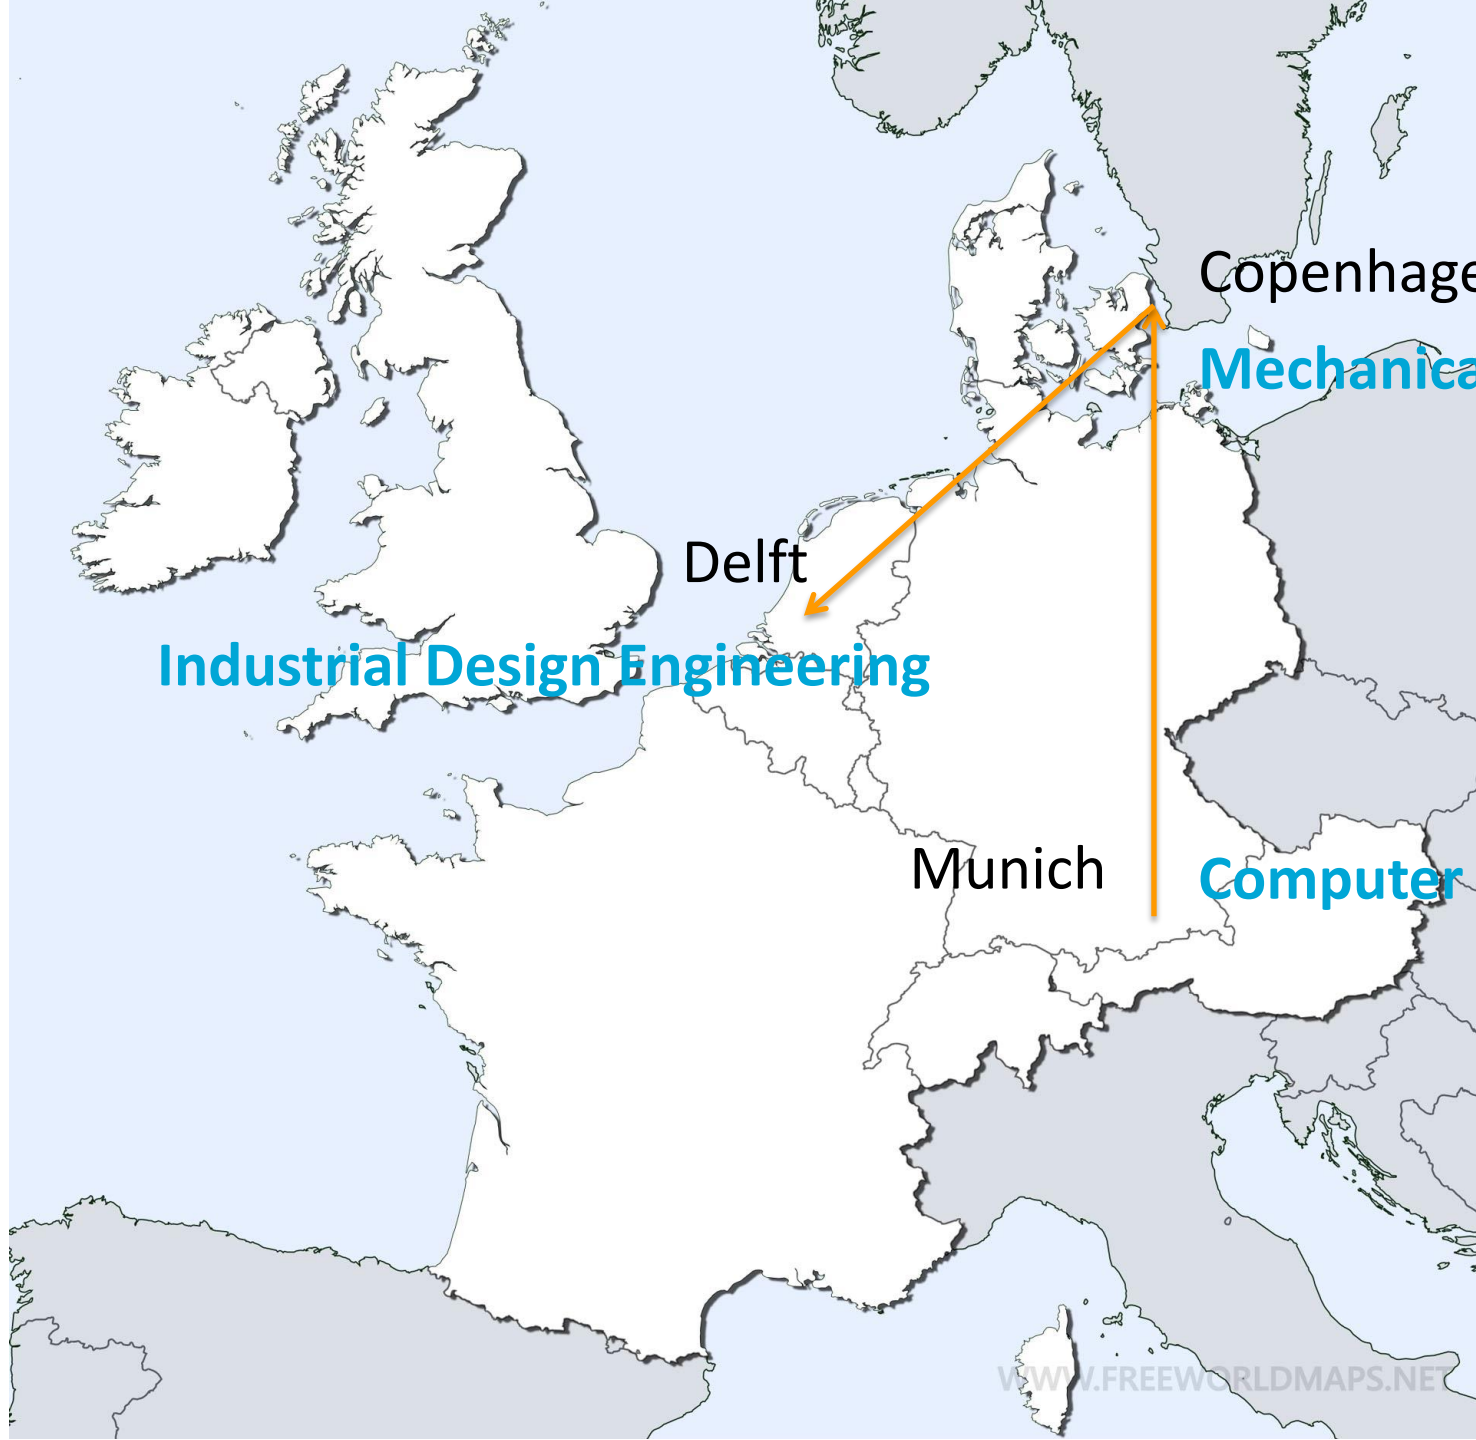 Copenhage
Mechanica
Delft
Industrial Design Engineering
Munich
Computer
WWW.FREEWORLDMAPS.NET